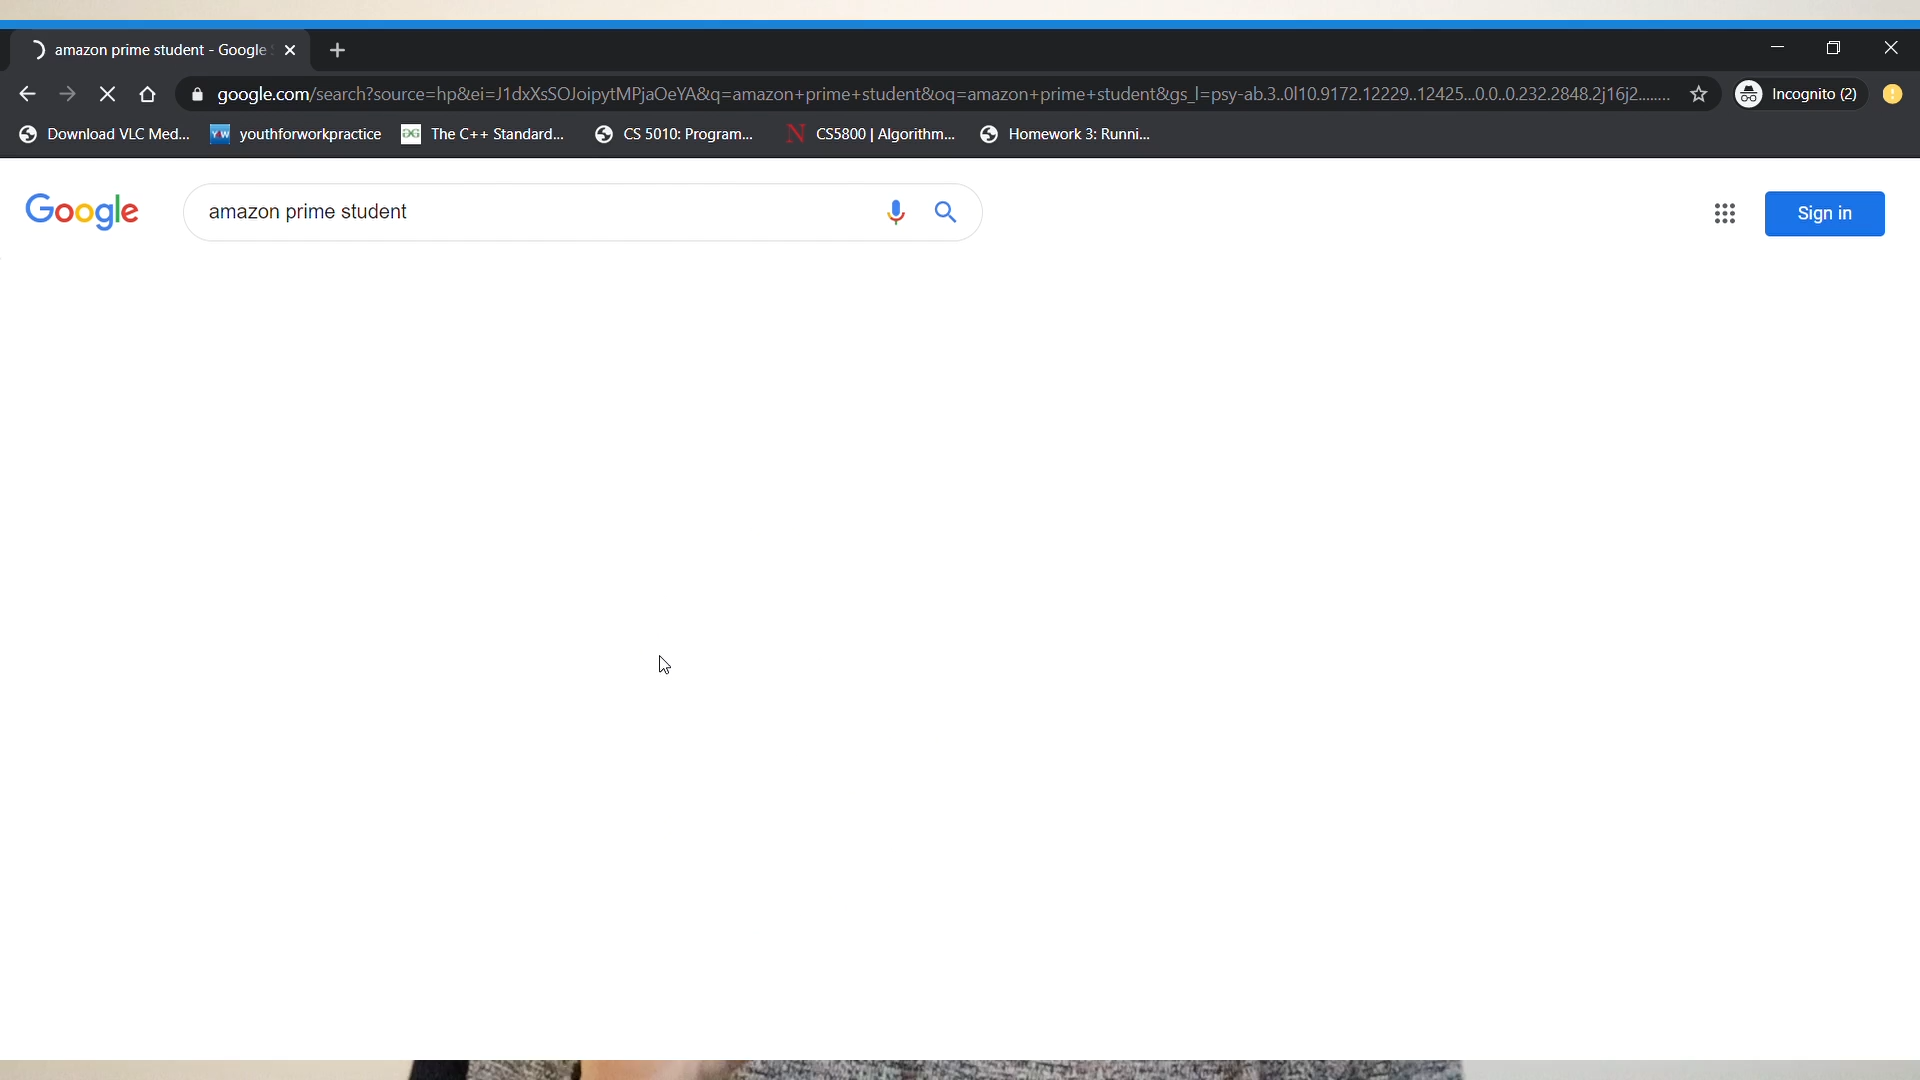 amazon prime student - Google
google.com/search?source=hp&ei=J1dxXsSOJoipytMPjaOeYA&q=amazon+prime+student&oq=amazon+prime+student&gs_l=psy-ab.3..0l10.9172.12229..12425...0.0..0.232.2848.2j16j2........
Incognito (2)
Download VLC Med...
youthforworkpractice
The C++ Standard...
CS 5010: Program...
CS5800 | Algorithm...
Homework 3: Runni...
Google
amazon prime student
Sign in